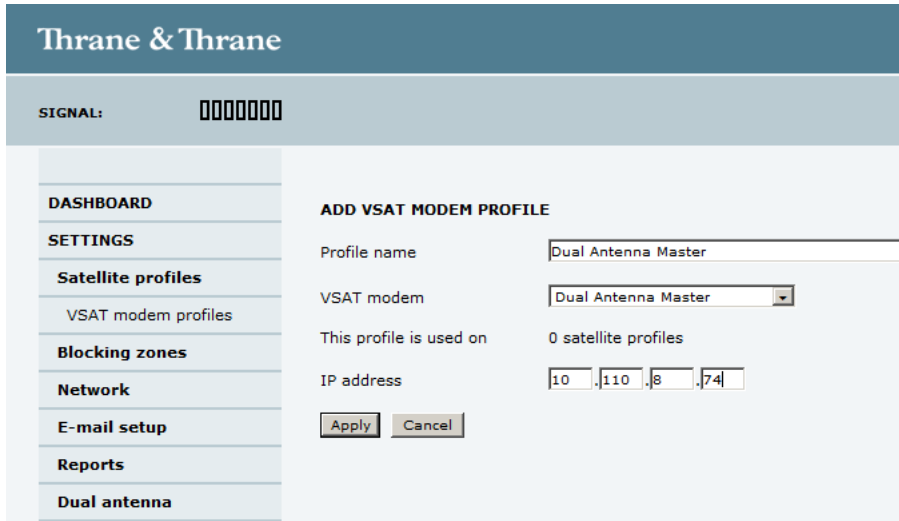 Thrane & Thrane
SIGNAL:
DASHBOARD
SETTINGS
Satellite profiles
VSAT modem profiles
Blocking zones
Network
E-mail setup
Reports
Dual antenna
ADD VSAT MODEM PROFILE
Profile name Dual Antenna Master
VSAT modem Dual Antenna Master
This profile is used on 0 satellite profiles
IP address 10 .110 .8 .74
Apply Cancel